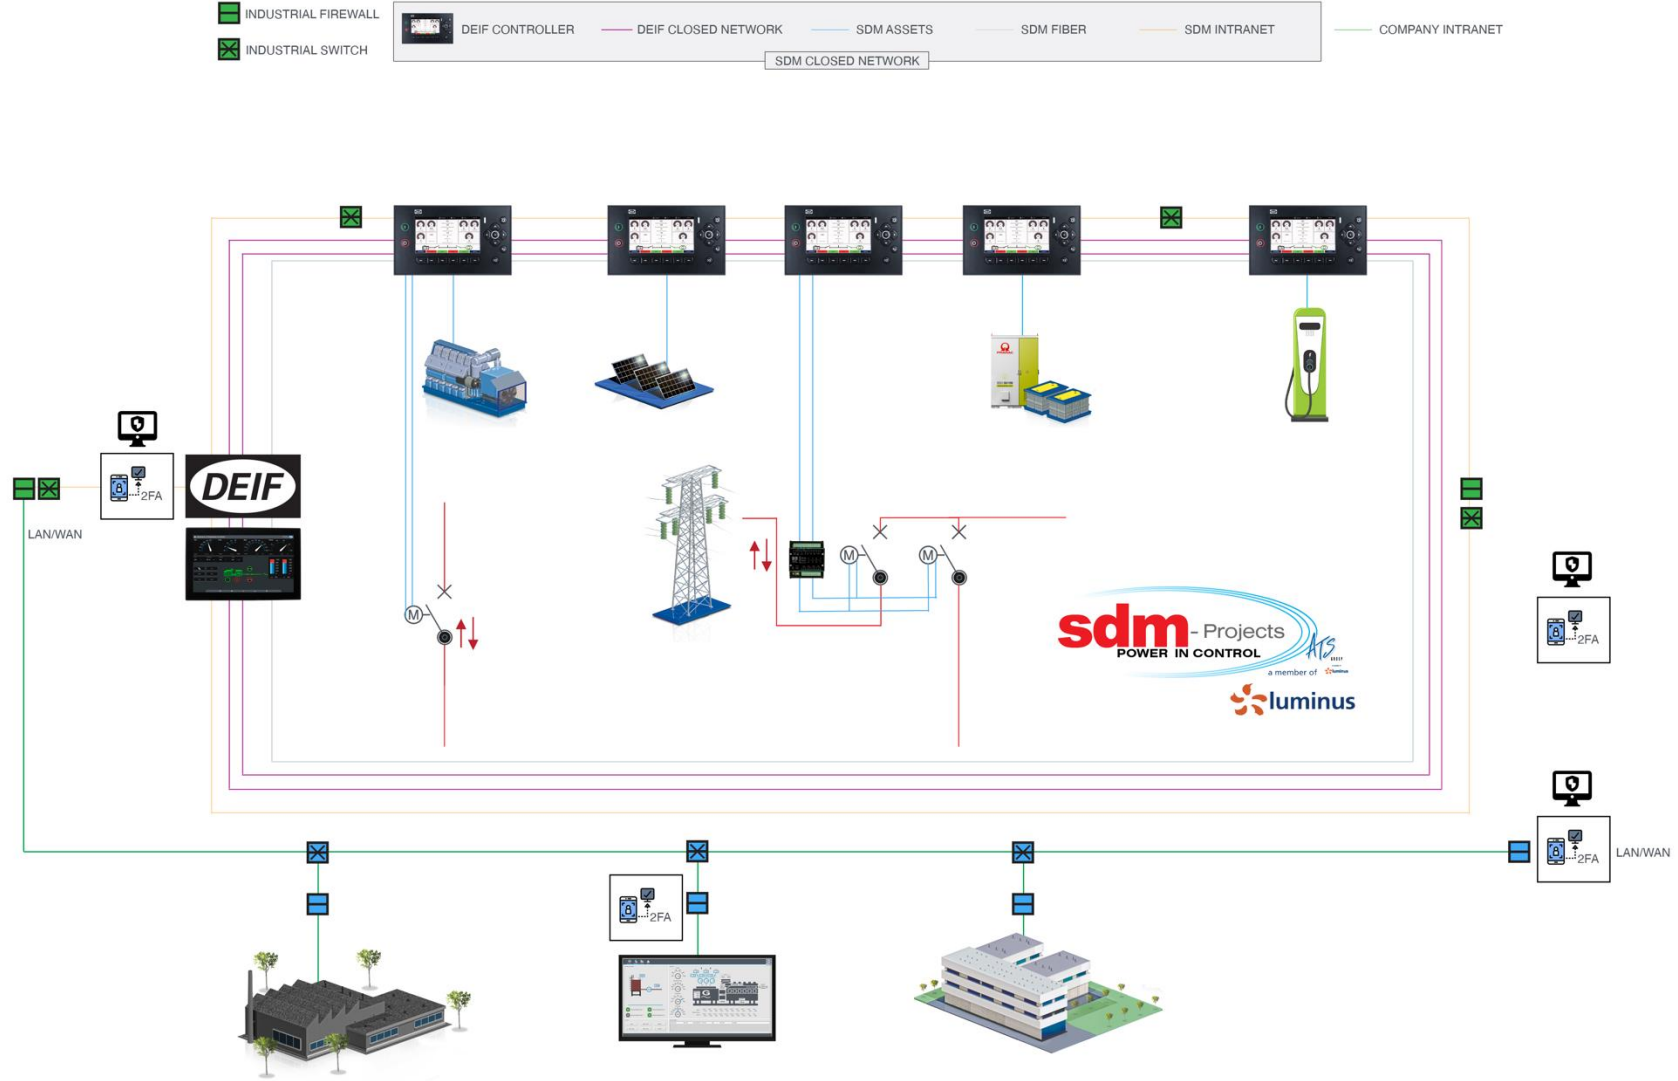 INDUSTRIAL FIREWALL
INDUSTRIAL SWITCH
DEIF CONTROLLER
DEIF CLOSED NETWORK
SDM ASSETS
SDM FIBER
SDM INTRANET
COMPANY INTRANET
SDM CLOSED NETWORK
2FA
DEIF
LAN/WAN
M
M
M
2FA
sdm - Projects
POWER IN CONTROL
ATS
a member of luminus
luminus
2FA
LAN/WAN
2FA
G